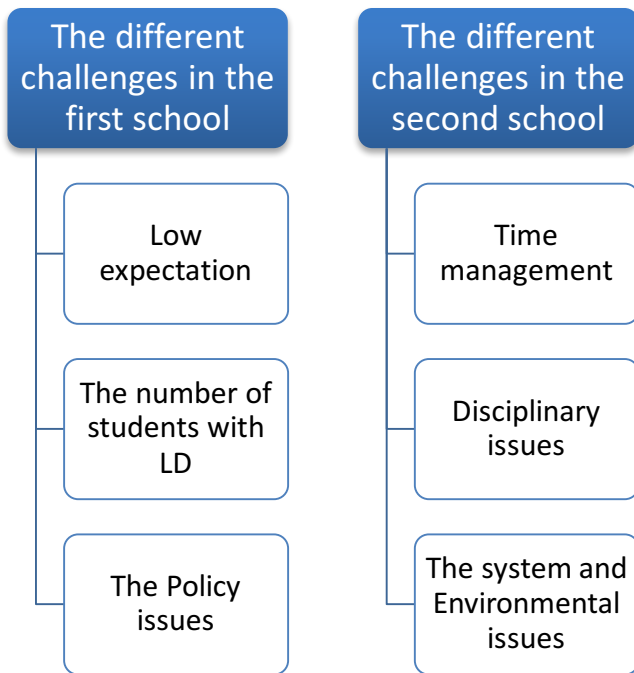 The different
challenges in the
first school
Low
expectation
The number of
students with
LD
The Policy
issues
The different
challenges in the
second school
Time
management
Disciplinary
issues
The system and
Environmental
issues